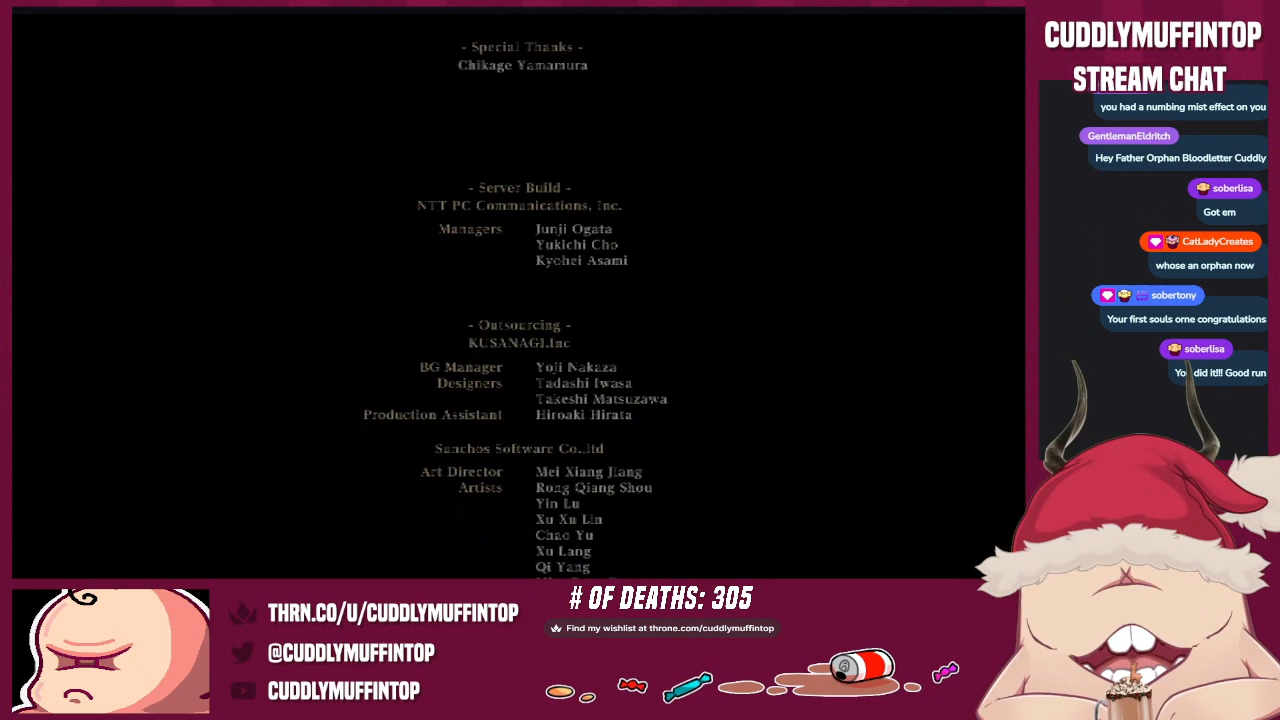 - Special Thanks -
Chikage Yamamura
- Server Build -
NTT PC Communications, Inc.
Managers Junji Ogata
Yukichi Cho
Kyohei Asami
- Outsourcing -
KUSANAGI.Inc
BG Manager Yoji Nakaza
Designers Tadashi Iwasa
Takeshi Matsuzawa
Production Assistant Hiroaki Hirata
Sanchos Software Co.,ltd
Art Director Mei Xiang Jiang
Artists Rong Qiang Shou
Yin Lu
Xu Xu Lin
Chao Yu
Xu Lang
Qi Yang
CUDDLYMUFFINTOP
STREAM CHAT
you had a numbing mist effect on you
GentlemanEldritch
Hey Father Orphan Bloodletter Cuddly
soberlisa
Got em
CatLadyCreates
whose an orphan now
sobertony
Your first souls orne congratulations
soberlisa
You did it!!! Good run
# OF DEATHS: 305
Find my wishlist at throne.com/cuddlymuffintop
THRN.CO/U/CUDDLYMUFFINTOP
@CUDDLYMUFFINTOP
CUDDLYMUFFINTOP